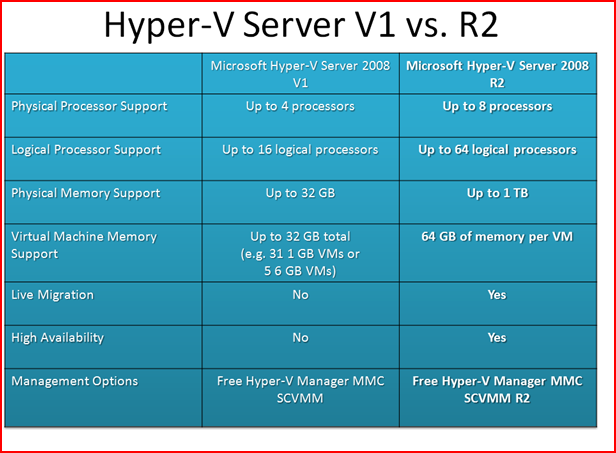 Hyper-V Server V1 vs. R2
Microsoft Hyper-V Server 2008 V1
Microsoft Hyper-V Server 2008 R2
Physical Processor Support
Up to 4 processors
Up to 8 processors
Logical Processor Support
Up to 16 logical processors
Up to 64 logical processors
Physical Memory Support
Up to 32 GB
Up to 1 TB
Virtual Machine Memory
Support
Up to 32 GB total
(e.g. 31 1 GB VMs or
5 6 GB VMs)
64 GB of memory per VM
Live Migration
No
Yes
High Availability
No
Yes
Management Options
Free Hyper-V Manager MMC
SCVMM
Free Hyper-V Manager MMC
SCVMM R2